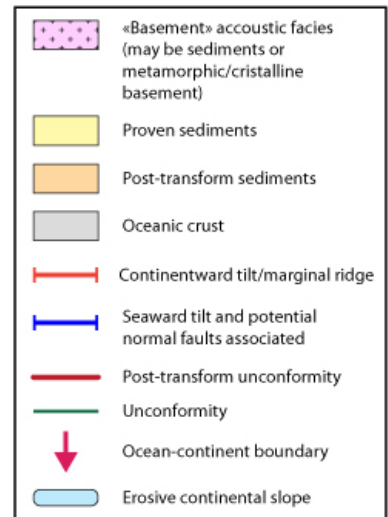 «Basement» accoustic facies
(may be sediments or
metamorphic/cristalline
basement)
Proven sediments
Post-transform sediments
Oceanic crust
Continentward tilt/marginal ridge
Seaward tilt and potential
normal faults associated
Post-transform unconformity
Unconformity
Ocean-continent boundary
Erosive continental slope